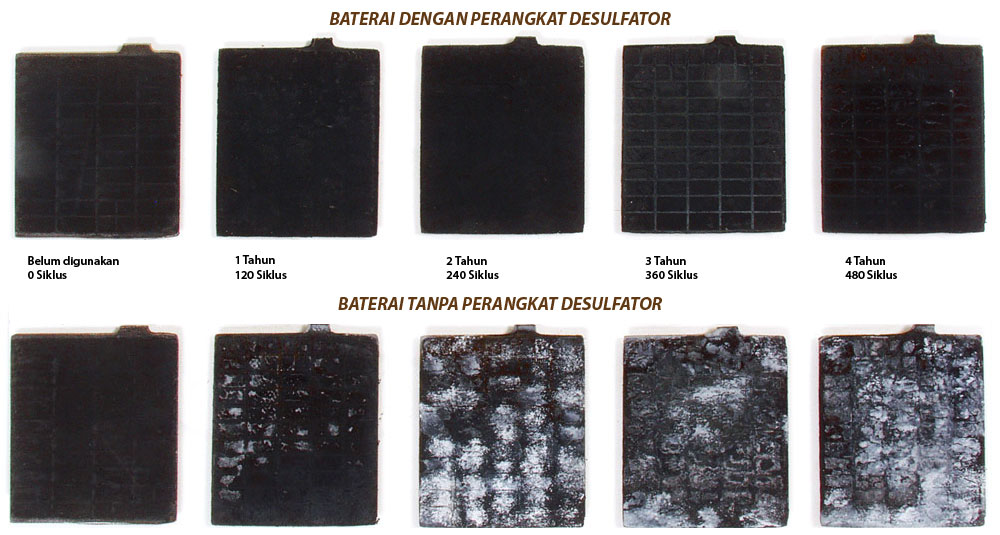 BATERAI DENGAN PERANGKAT DESULFATOR
Belum digunakan
0 Siklus
1 Tahun
120 Siklus
2 Tahun
240 Siklus
3 Tahun
360 Siklus
4 Tahun
480 Siklus
BATERAI TANPA PERANGKAT DESULFATOR